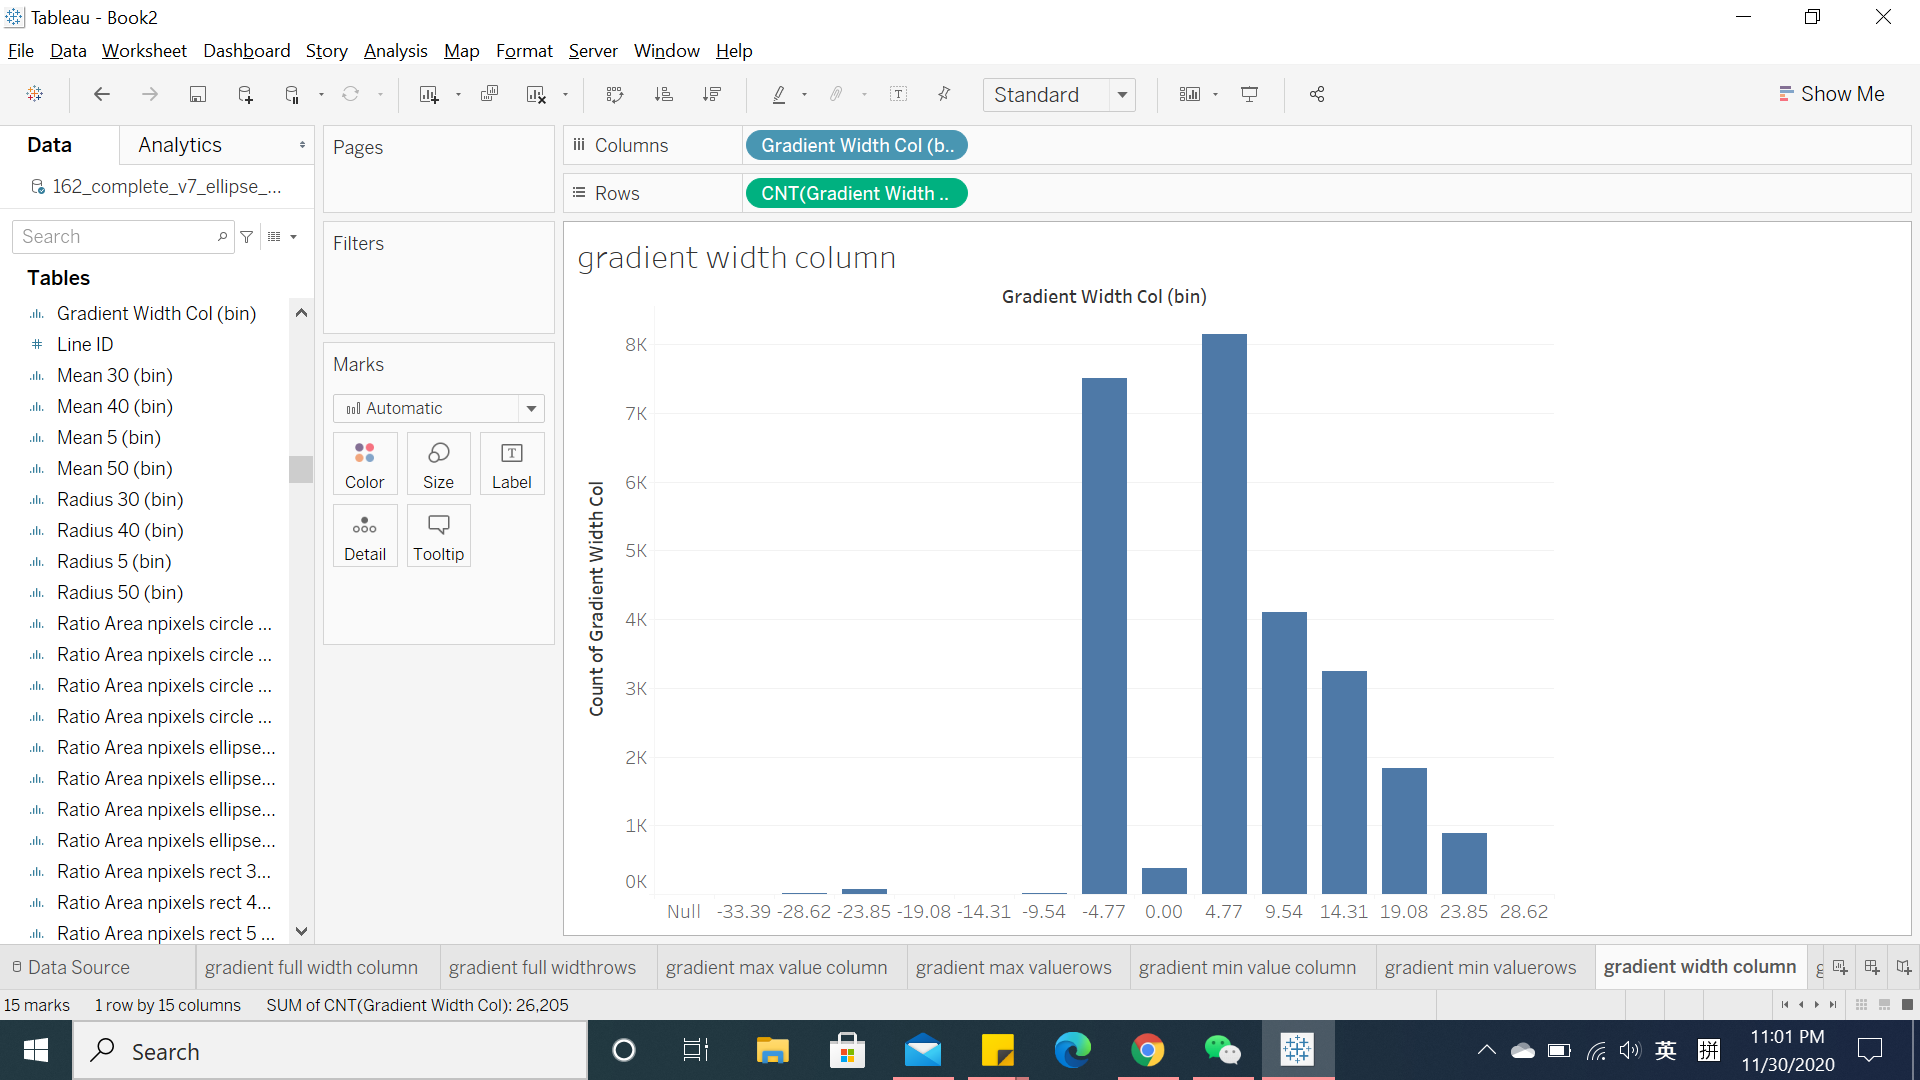 Tableau - Book2
File Data Worksheet Dashboard Story Analysis Map Format Server Window Help
Standard
Show Me
Data
Analytics
162_complete_v7_ellipse_...
Search
Tables
Gradient Width Col (bin)
Line ID
Mean 30 (bin)
Mean 40 (bin)
Mean 5 (bin)
Mean 50 (bin)
Radius 30 (bin)
Radius 40 (bin)
Radius 5 (bin)
Radius 50 (bin)
Ratio Area npixels circle ...
Ratio Area npixels circle ...
Ratio Area npixels circle ...
Ratio Area npixels circle ...
Ratio Area npixels ellipse...
Ratio Area npixels ellipse...
Ratio Area npixels ellipse...
Ratio Area npixels ellipse...
Ratio Area npixels rect 3...
Ratio Area npixels rect 4...
Ratio Area npixels rect 5 ...
Pages
Filters
Marks
Automatic
Color
Size
Label
Detail
Tooltip
Columns
Gradient Width Col (b..
Rows
CNT(Gradient Width ..
gradient width column
Gradient Width Col (bin)
Count of Gradient Width Col
8K
7K
6K
5K
4K
3K
2K
1K
0K
Null -33.39 -28.62 -23.85 -19.08 -14.31 -9.54 -4.77 0.00 4.77 9.54 14.31 19.08 23.85 28.62
Data Source
gradient full width column
gradient full widthrows
gradient max value column
gradient max valuerows
gradient min value column
gradient min valuerows
gradient width column
15 marks
1 row by 15 columns
SUM of CNT(Gradient Width Col): 26,205
Search
英
拼
11:01 PM
11/30/2020